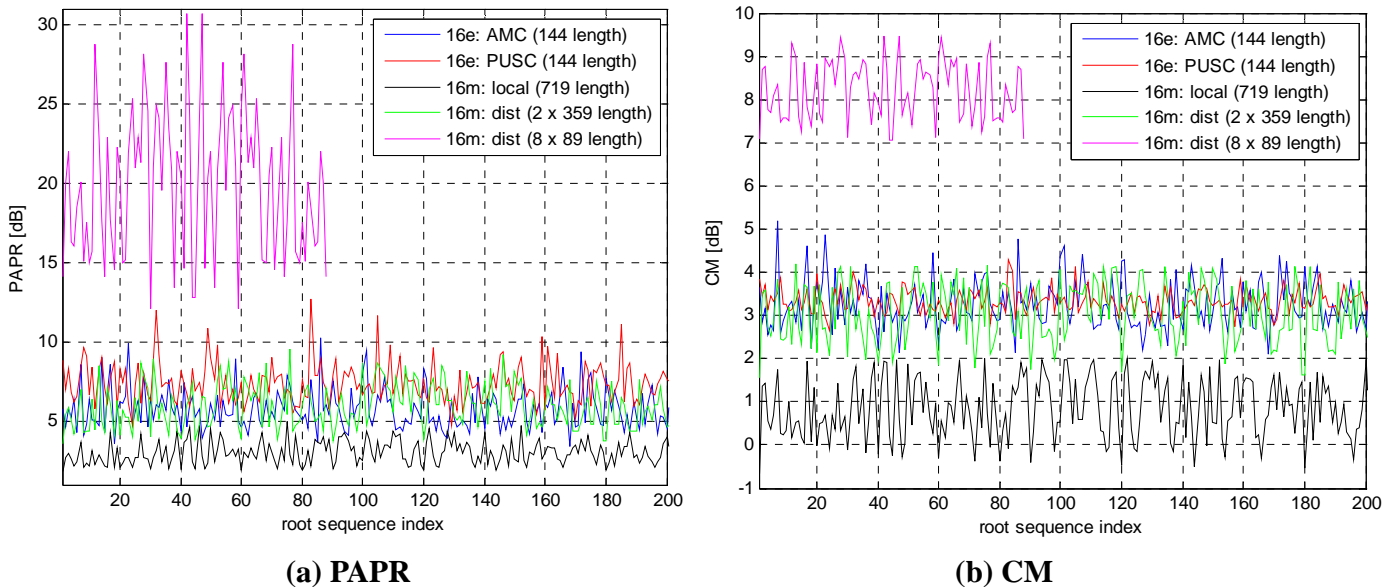 30
25
20
15
10
5
PAPR [dB]
16e: AMC (144 length)
16e: PUSC (144 length)
16m: local (719 length)
16m: dist (2 x 359 length)
16m: dist (8 x 89 length)
20 40 60 80 100 120 140 160 180 200
root sequence index
(a) PAPR
10
9
8
7
6
5
4
3
2
1
0
-1
CM [dB]
16e: AMC (144 length)
16e: PUSC (144 length)
16m: local (719 length)
16m: dist (2 x 359 length)
16m: dist (8 x 89 length)
20 40 60 80 100 120 140 160 180 200
root sequence index
(b) CM